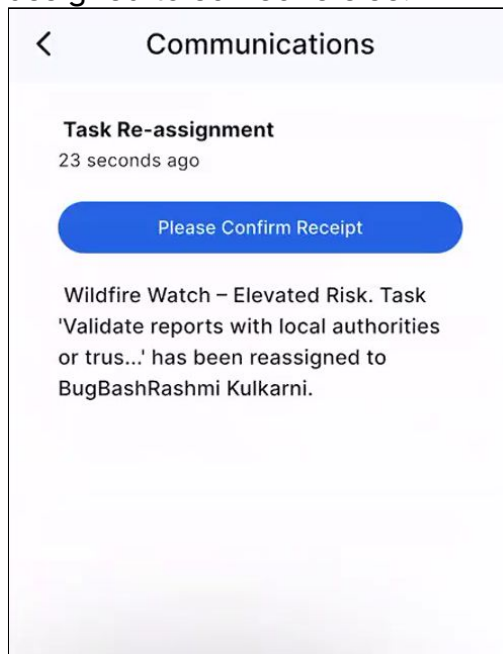 Communications
Task Re-assignment
23 seconds ago
Please Confirm Receipt
Wildfire Watch – Elevated Risk. Task
'Validate reports with local authorities
or trus...' has been reassigned to
BugBashRashmi Kulkarni.